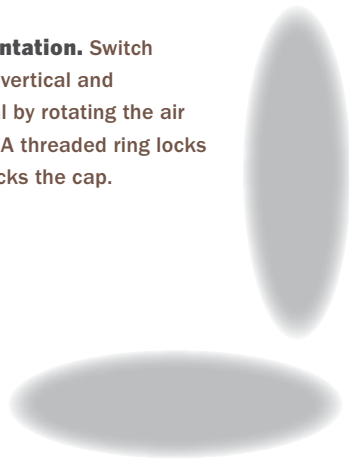 ntation. Switch
vertical and
l by rotating the air
A threaded ring locks
cks the cap.